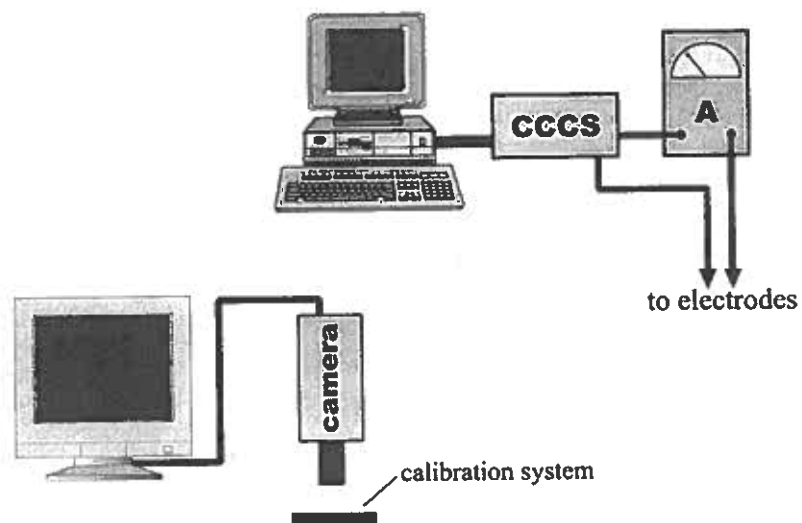 CCCS
A
to electrodes
camera
calibration system